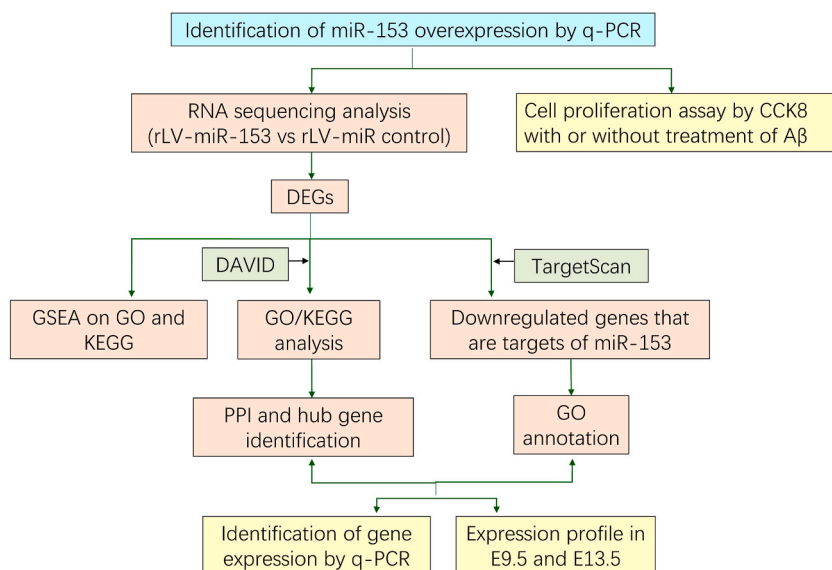 Identification of miR-153 overexpression by q-PCR
RNA sequencing analysis
(rLV-miR-153 vs rLV-miR control)
Cell proliferation assay by CCK8
with or without treatment of Aβ
DEGs
DAVID
TargetScan
GSEA on GO and
KEGG
GO/KEGG
analysis
Downregulated genes that
are targets of miR-153
PPI and hub gene
identification
GO
annotation
Identification of gene
expression by q-PCR
Expression profile in
E9.5 and E13.5